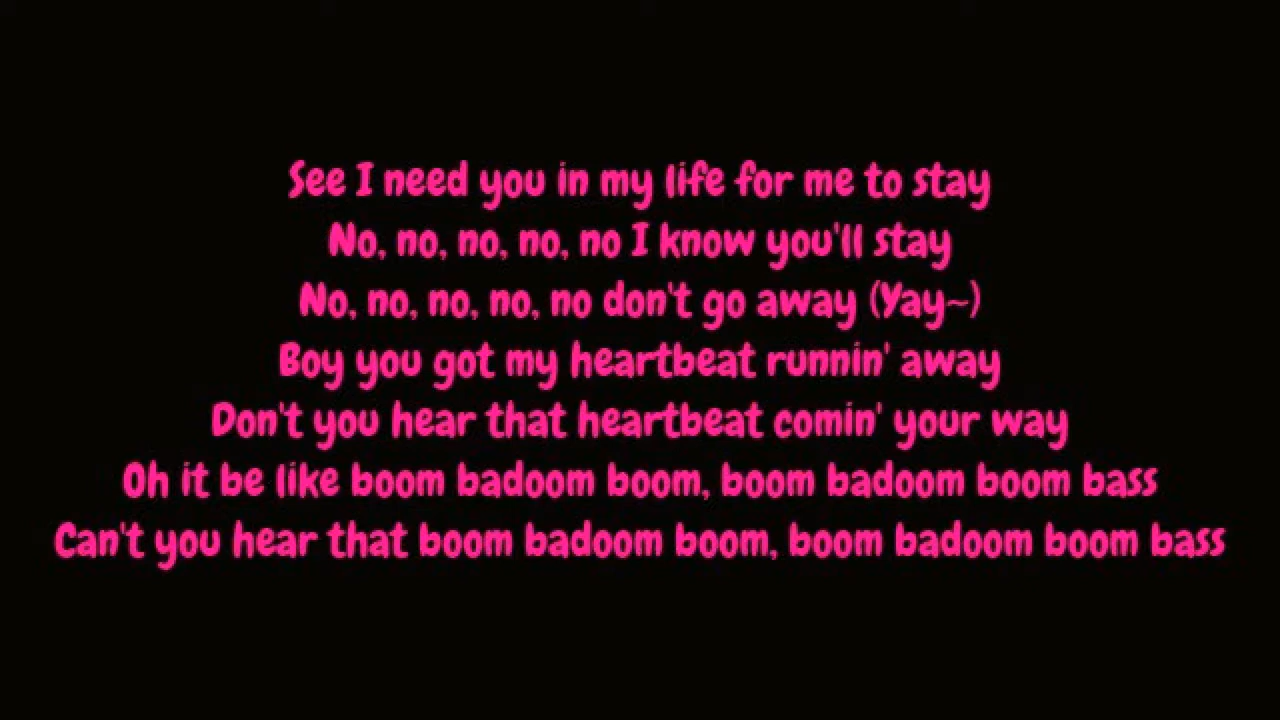 See I need you in my life for me to stay
No, no, no, no, no I know you'll stay
No, no, no, no, no don't go away (Yay~)
Boy you got my heartbeat runnin' away
Don't you hear that heartbeat comin' your way
Oh it be like boom badoom boom, boom badoom boom bass
Can't you hear that boom badoom boom, boom badoom boom bass